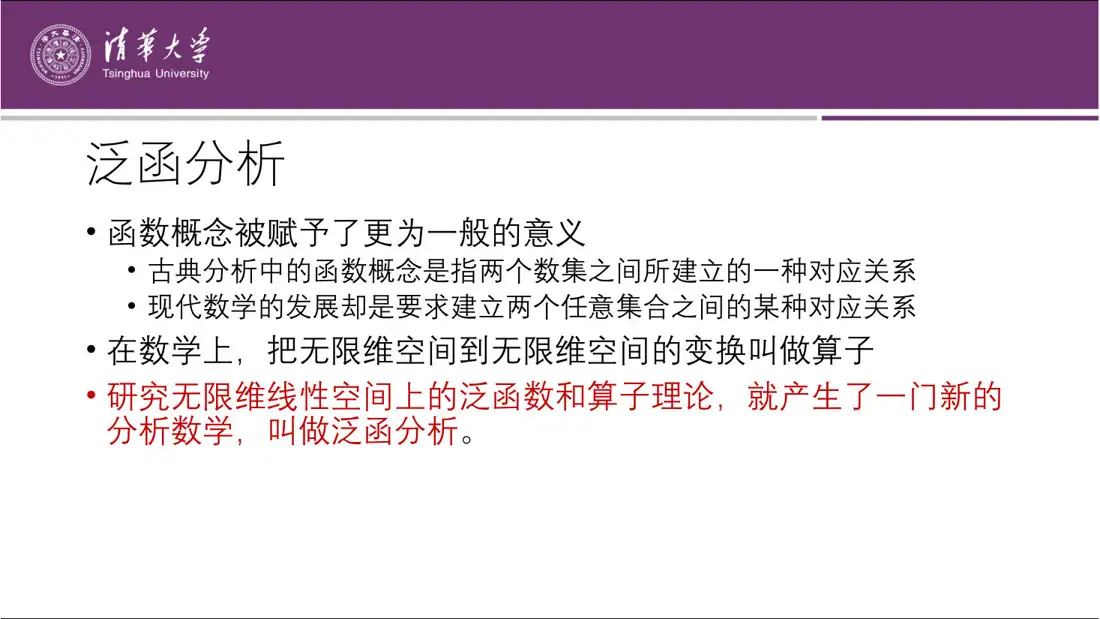 清华大学
Tsinghua University
泛函分析
• 函数概念被赋予了更为一般的意义
• 古典分析中的函数概念是指两个数集之间所建立的一种对应关系
• 现代数学的发展却是要求建立两个任意集合之间的某种对应关系
• 在数学上，把无限维空间到无限维空间的变换叫做算子
• 研究无限维线性空间上的泛函数和算子理论，就产生了一门新的
分析数学，叫做泛函分析。